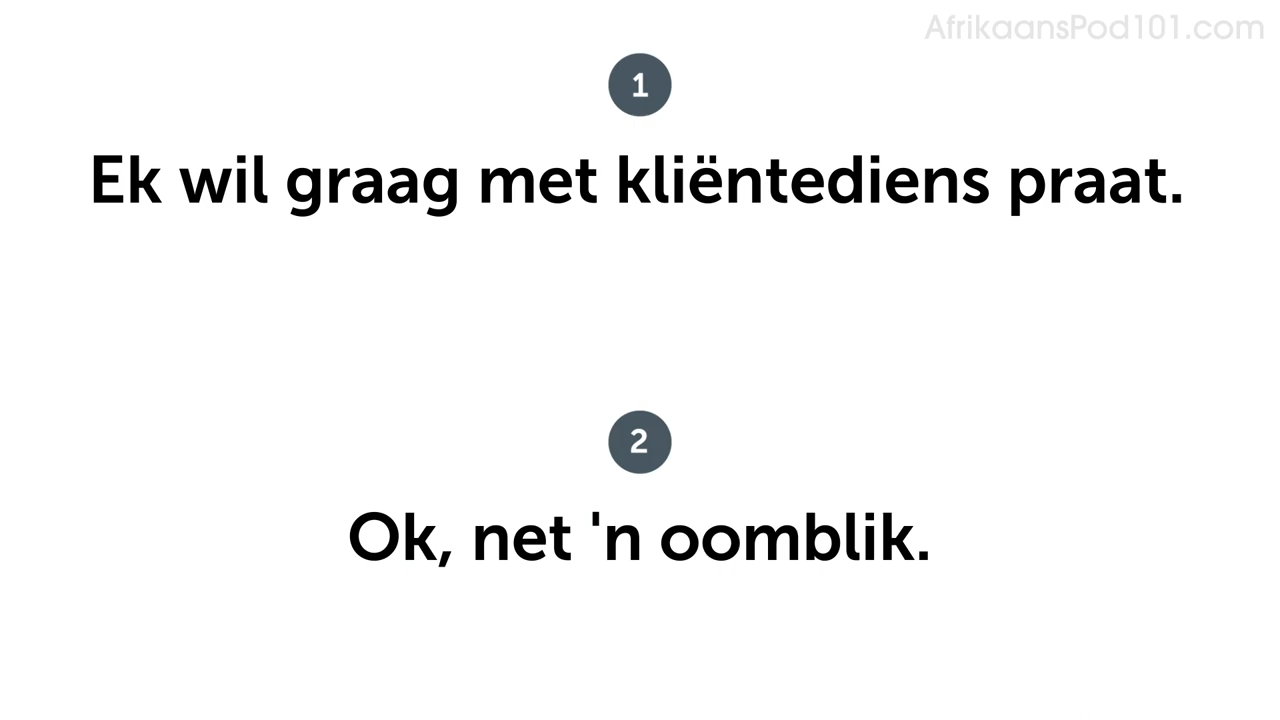 AfrikaansPod101.com
1
Ek wil graag met kliëntediens praat.
2
Ok, net 'n oomblik.